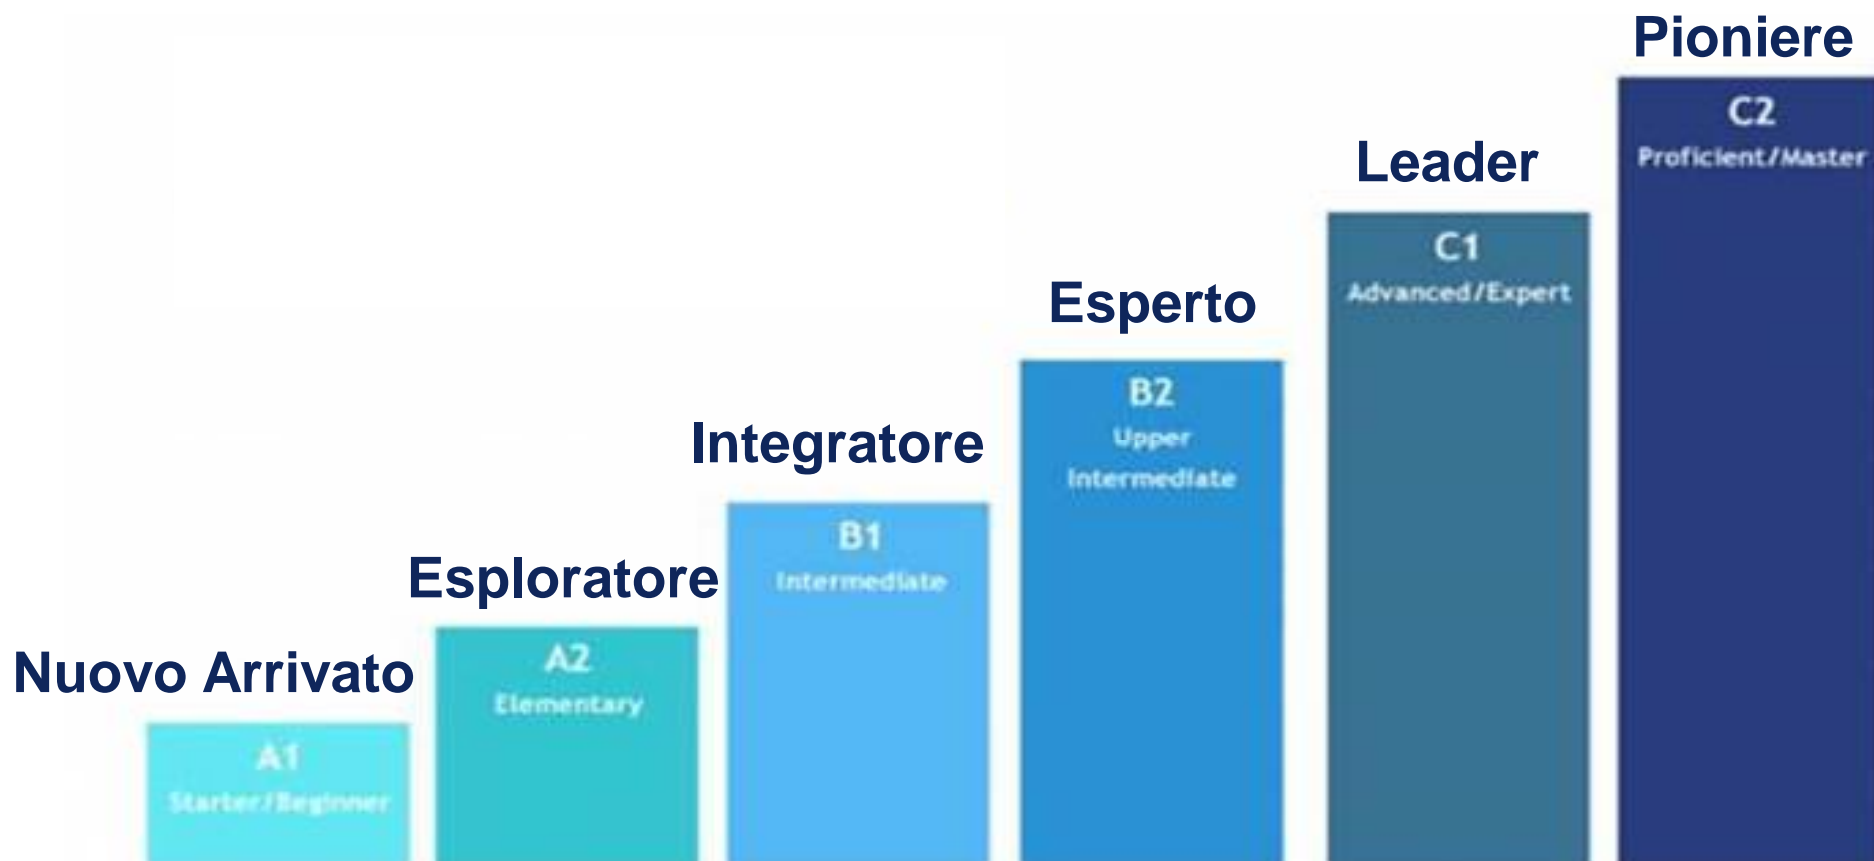 Pioniere
C2
Proficient/Master
Leader
C1
Advanced/Expert
Esperto
B2
Upper
Intermediate
Integratore
B1
Intermediate
Esploratore
A2
Elementary
Nuovo Arrivato
A1
Starter/Beginner